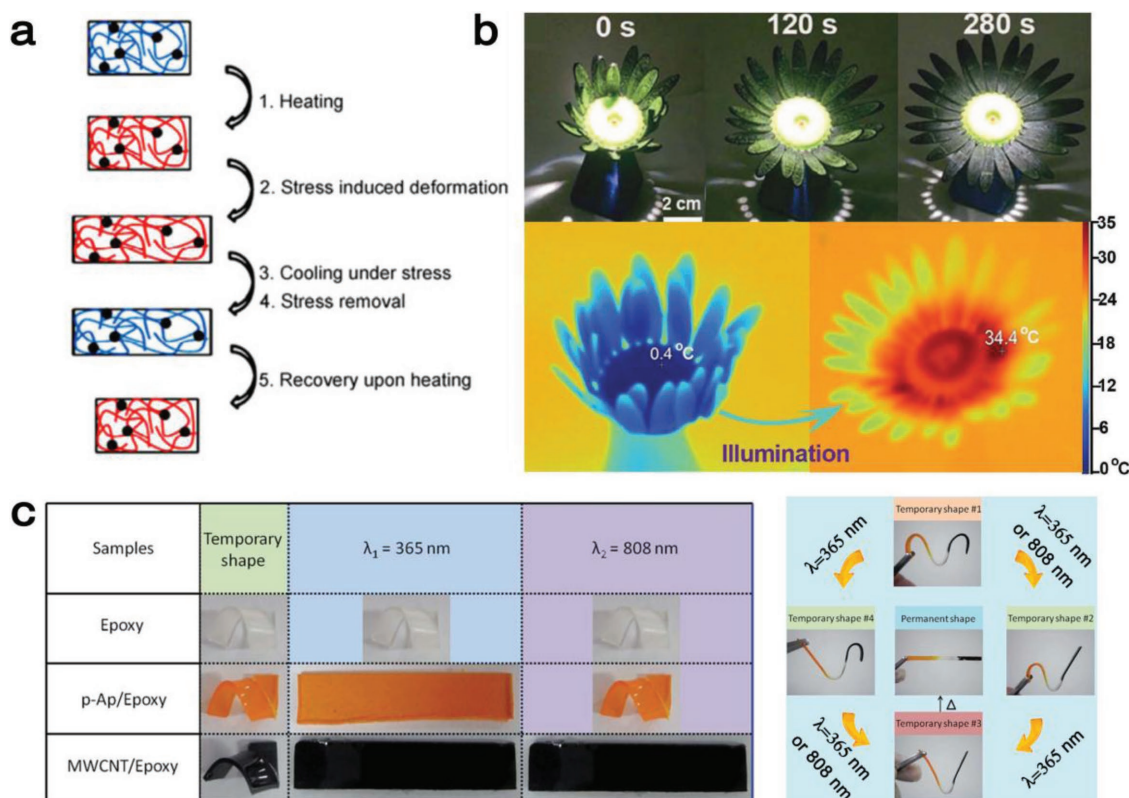 a
1. Heating
2. Stress induced deformation
3. Cooling under stress
4. Stress removal
5. Recovery upon heating
b
0 s
120 s
280 s
2 cm
0.4 °C
34.4 °C
Illumination
35
30
24
18
12
6
0 °C
c
Samples
Temporary
shape
λ₁ = 365 nm
λ₂ = 808 nm
Epoxy
p-Ap/Epoxy
MWCNT/Epoxy
Temporary shape #1
λ=365 nm
λ=365 nm
or 808 nm
Temporary shape #4
Permanent shape
Temporary shape #2
Δ
Temporary shape #3
λ=365 nm
or 808 nm
λ=365 nm